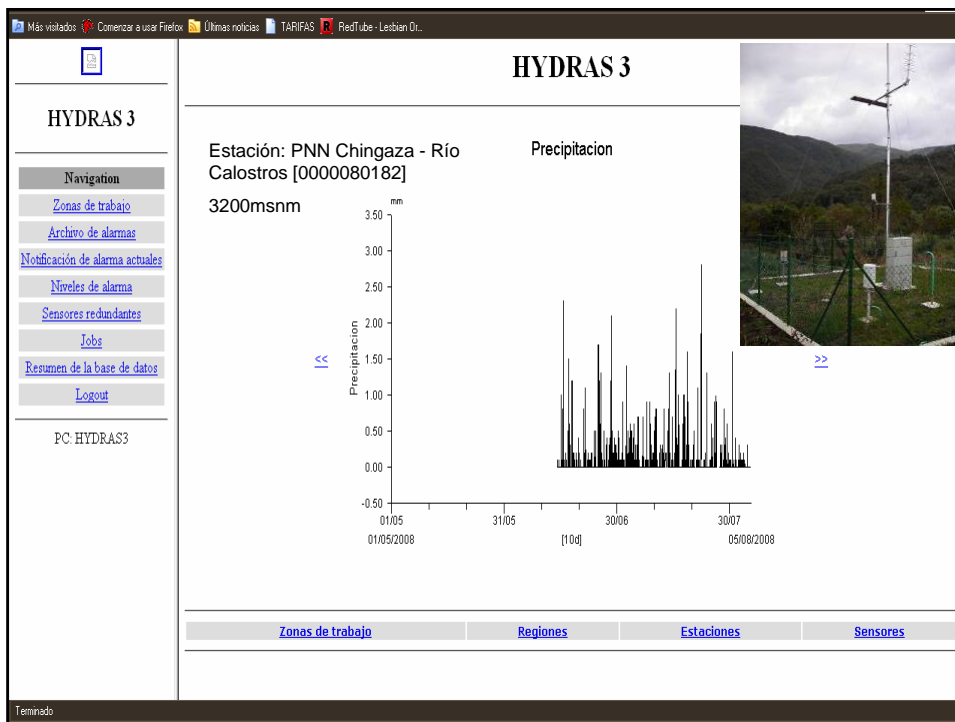 Más visitados Comenzar a usar Firefox Últimas noticias TARIFAS RedTube - Lesbian Or...
HYDRAS 3
Navigation
Zonas de trabajo
Archivo de alarmas
Notificación de alarma actuales
Niveles de alarma
Sensores redundantes
Jobs
Resumen de la base de datos
Logout
PC: HYDRAS3
HYDRAS 3
Estación: PNN Chingaza - Río
Calostros [0000080182]
3200msnm
Precipitacion
mm
3.50
3.00
2.50
2.00
1.50
1.00
0.50
0.00
-0.50
Precipitacion
<<
>>
01/05 31/05 30/06 30/07
01/05/2008 [10d] 05/08/2008
Zonas de trabajo Regiones Estaciones Sensores
Terminado